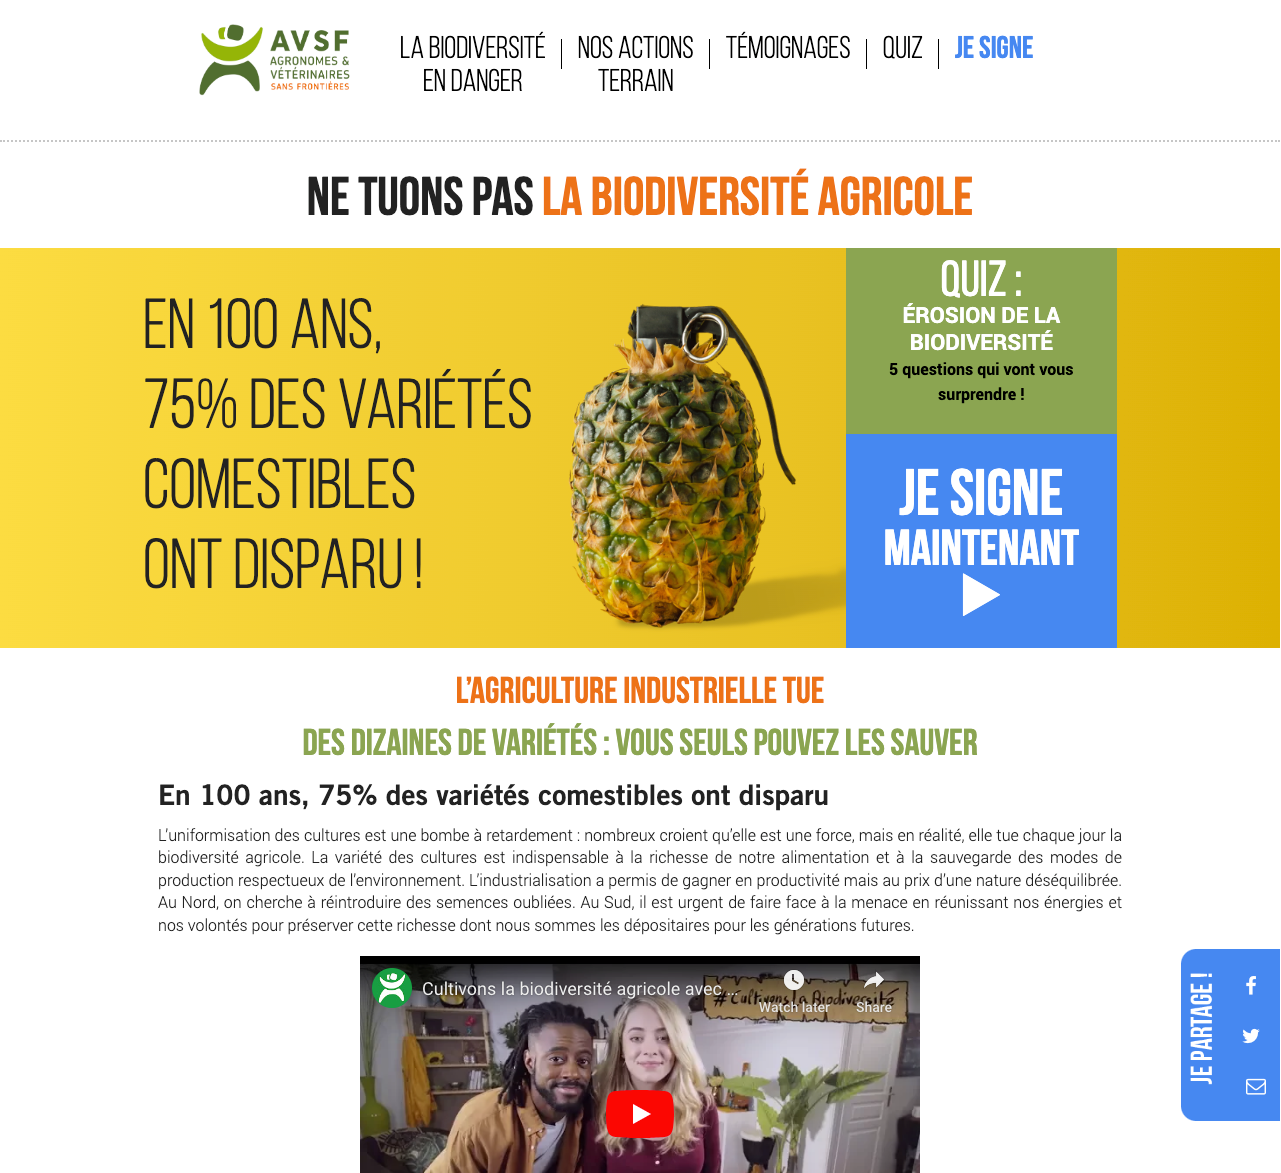 AVSF
AGRONOMES &
VÉTÉRINAIRES
SANS FRONTIÈRES
LA BIODIVERSITÉ
EN DANGER
NOS ACTIONS
TERRAIN
TÉMOIGNAGES
QUIZ
JE SIGNE
NE TUONS PAS LA BIODIVERSITÉ AGRICOLE
EN 100 ANS,
75% DES VARIÉTÉS
COMESTIBLES
ONT DISPARU !
QUIZ :
ÉROSION DE LA
BIODIVERSITÉ
5 questions qui vont vous
surprendre !
JE SIGNE
MAINTENANT
L'AGRICULTURE INDUSTRIELLE TUE
DES DIZAINES DE VARIÉTÉS : VOUS SEULS POUVEZ LES SAUVER
En 100 ans, 75% des variétés comestibles ont disparu
L'uniformisation des cultures est une bombe à retardement : nombreux croient qu'elle est une force, mais en réalité, elle tue chaque jour la
biodiversité agricole. La variété des cultures est indispensable à la richesse de notre alimentation et à la sauvegarde des modes de
production respectueux de l'environnement. L'industrialisation a permis de gagner en productivité mais au prix d'une nature déséquilibrée.
Au Nord, on cherche à réintroduire des semences oubliées. Au Sud, il est urgent de faire face à la menace en réunissant nos énergies et
nos volontés pour préserver cette richesse dont nous sommes les dépositaires pour les générations futures.
Cultivons la biodiversité agricole avec ...
#CultivonsLaBiodiversité
Watch later
Share
JE PARTAGE !